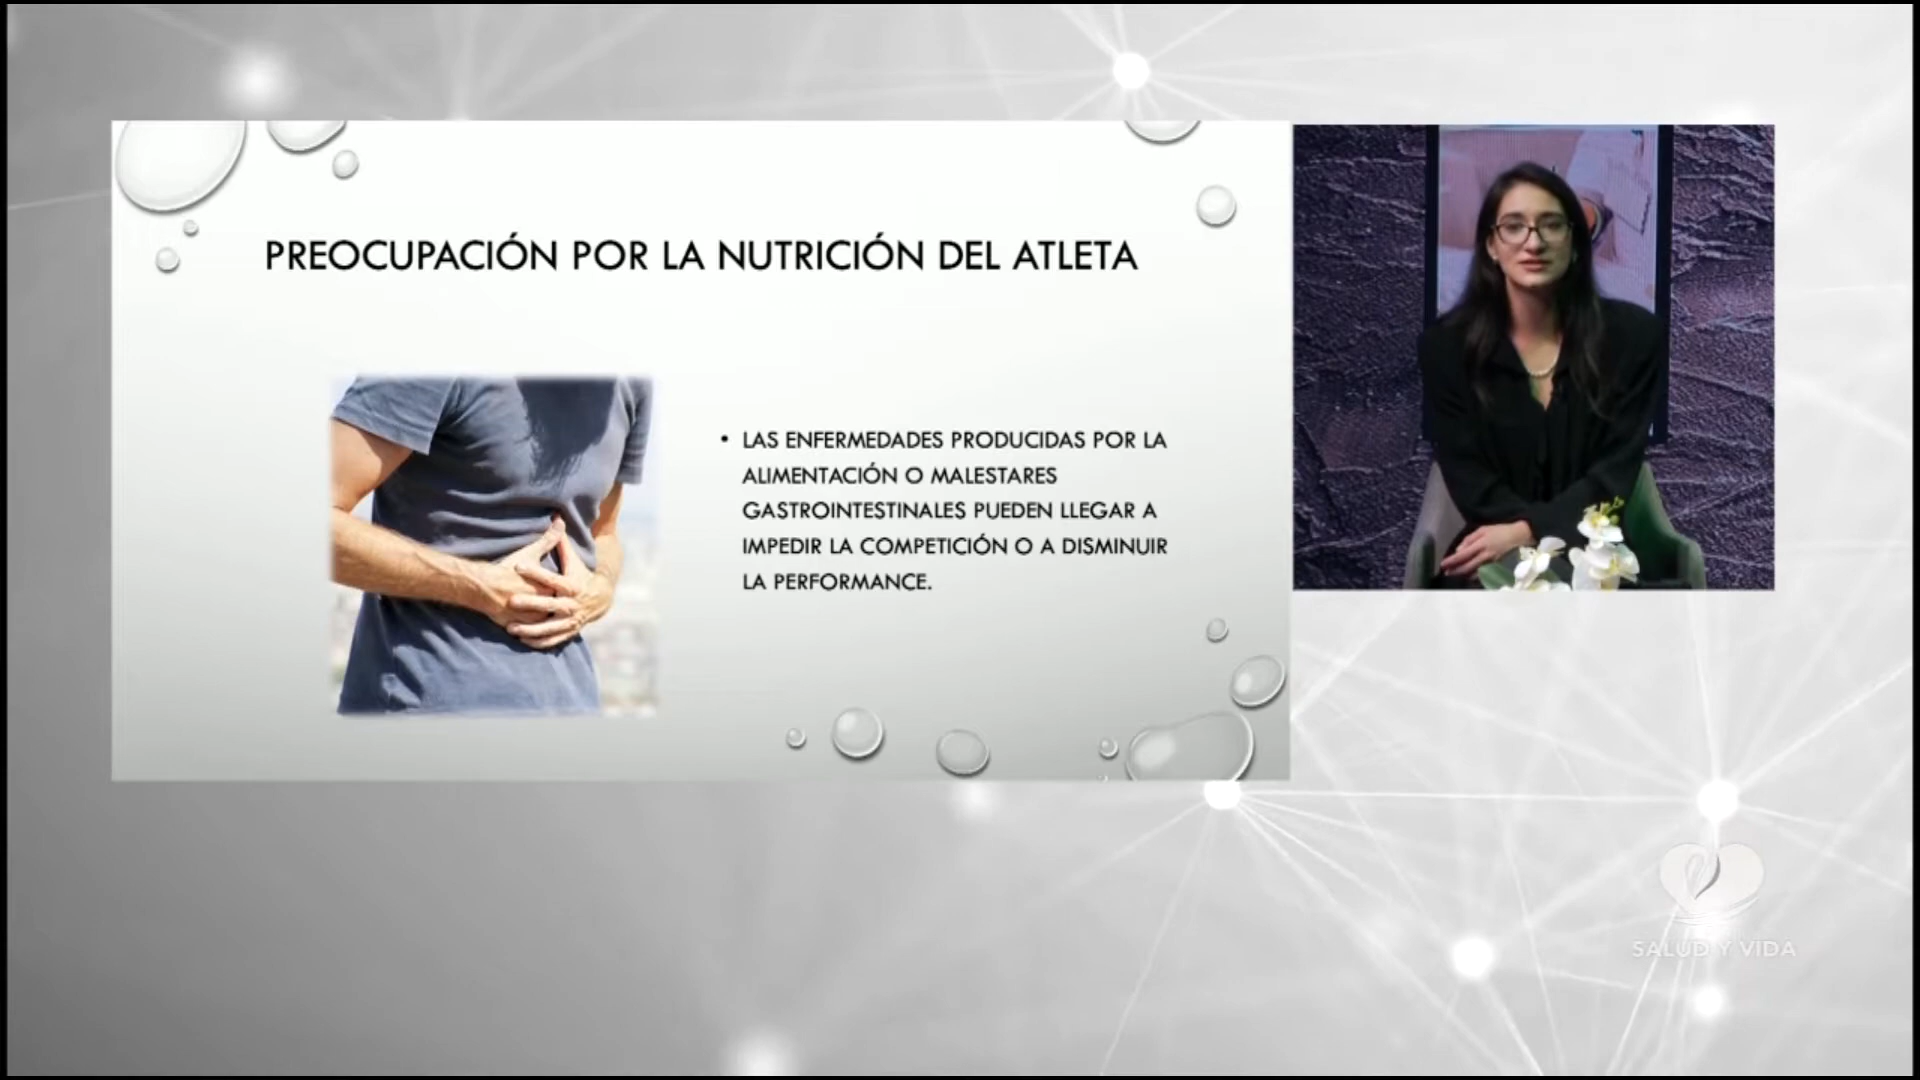 PREOCUPACIÓN POR LA NUTRICIÓN DEL ATLETA
• LAS ENFERMEDADES PRODUCIDAS POR LA
ALIMENTACIÓN O MALESTARES
GASTROINTESTINALES PUEDEN LLEGAR A
IMPEDIR LA COMPETICIÓN O A DISMINUIR
LA PERFORMANCE.
SALUD Y VIDA